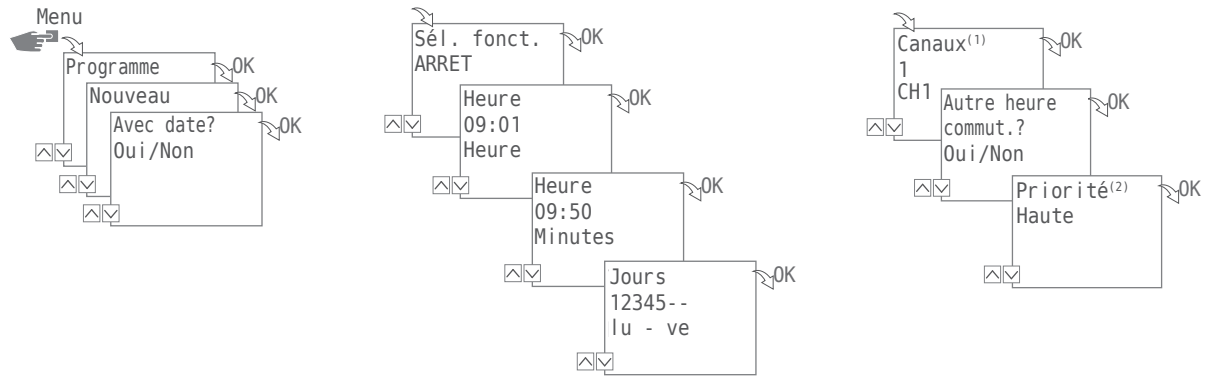 Menu
Programme
OK
Nouveau
OK
Avec date?
Oui/Non
OK
Sél. fonct.
ARRET
OK
Heure
09:01
Heure
OK
Heure
09:50
Minutes
OK
Jours
12345--
lu - ve
OK
Canaux(1)
1
CH1
OK
Autre heure
commut.?
Oui/Non
OK
Priorité(2)
Haute
OK